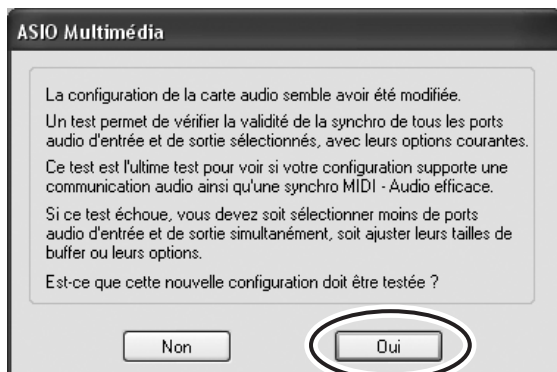 ASIO Multimédia
La configuration de la carte audio semble avoir été modifiée.
Un test permet de vérifier la validité de la synchro de tous les ports
audio d'entrée et de sortie sélectionnés, avec leurs options courantes.
Ce test est l'ultime test pour voir si votre configuration supporte une
communication audio ainsi qu'une synchro MIDI - Audio efficace.
Si ce test échoue, vous devez soit sélectionner moins de ports
audio d'entrée et de sortie simultanément, soit ajuster leurs tailles de
buffer ou leurs options.
Est-ce que cette nouvelle configuration doit être testée ?
Non Oui